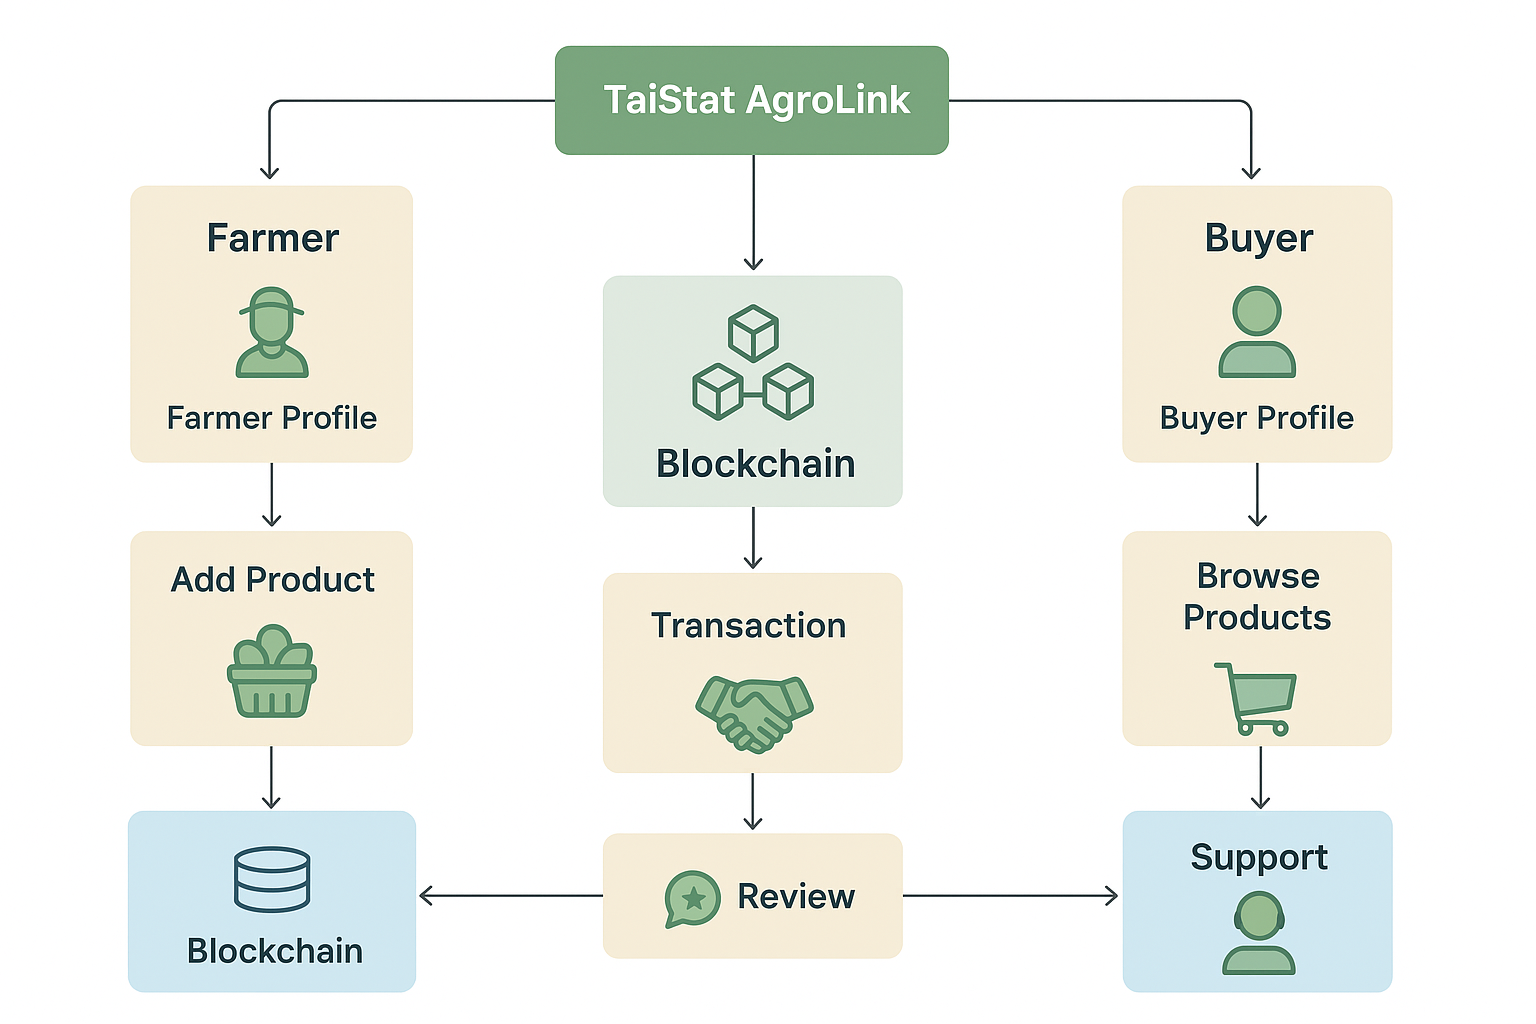 TaiStat AgroLink
Farmer
Farmer Profile
Add Product
Blockchain
Blockchain
Transaction
Review
Buyer
Buyer Profile
Browse
Products
Support